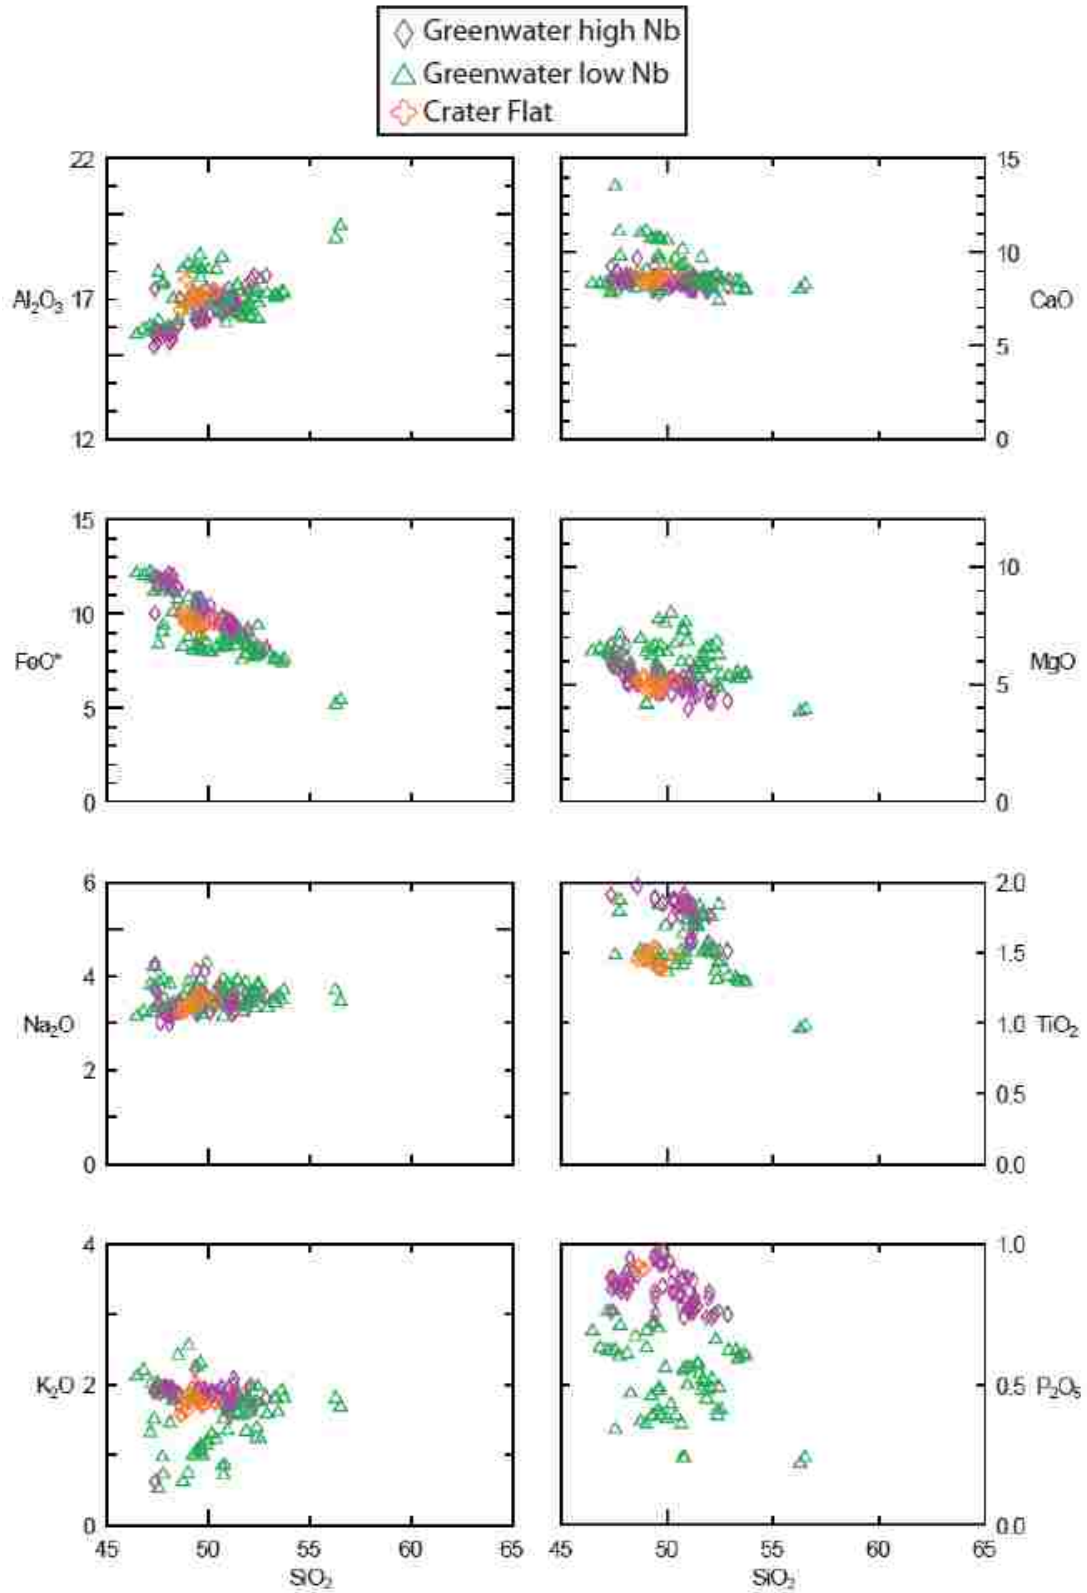 Greenwater high Nb
Greenwater low Nb
Crater Flat
22
Al₂O₃
17
12
15
10
CaO
5
0
15
10
FeO*
5
0
10
MgO
5
0
6
4
Na₂O
2
0
2.0
1.5
1.0 TiO₂
0.5
0.0
4
K₂O 2
0
1.0
0.5 P₂O₅
0.0
45 50 55 60 65
SiO₂
45 50 55 60 65
SiO₂